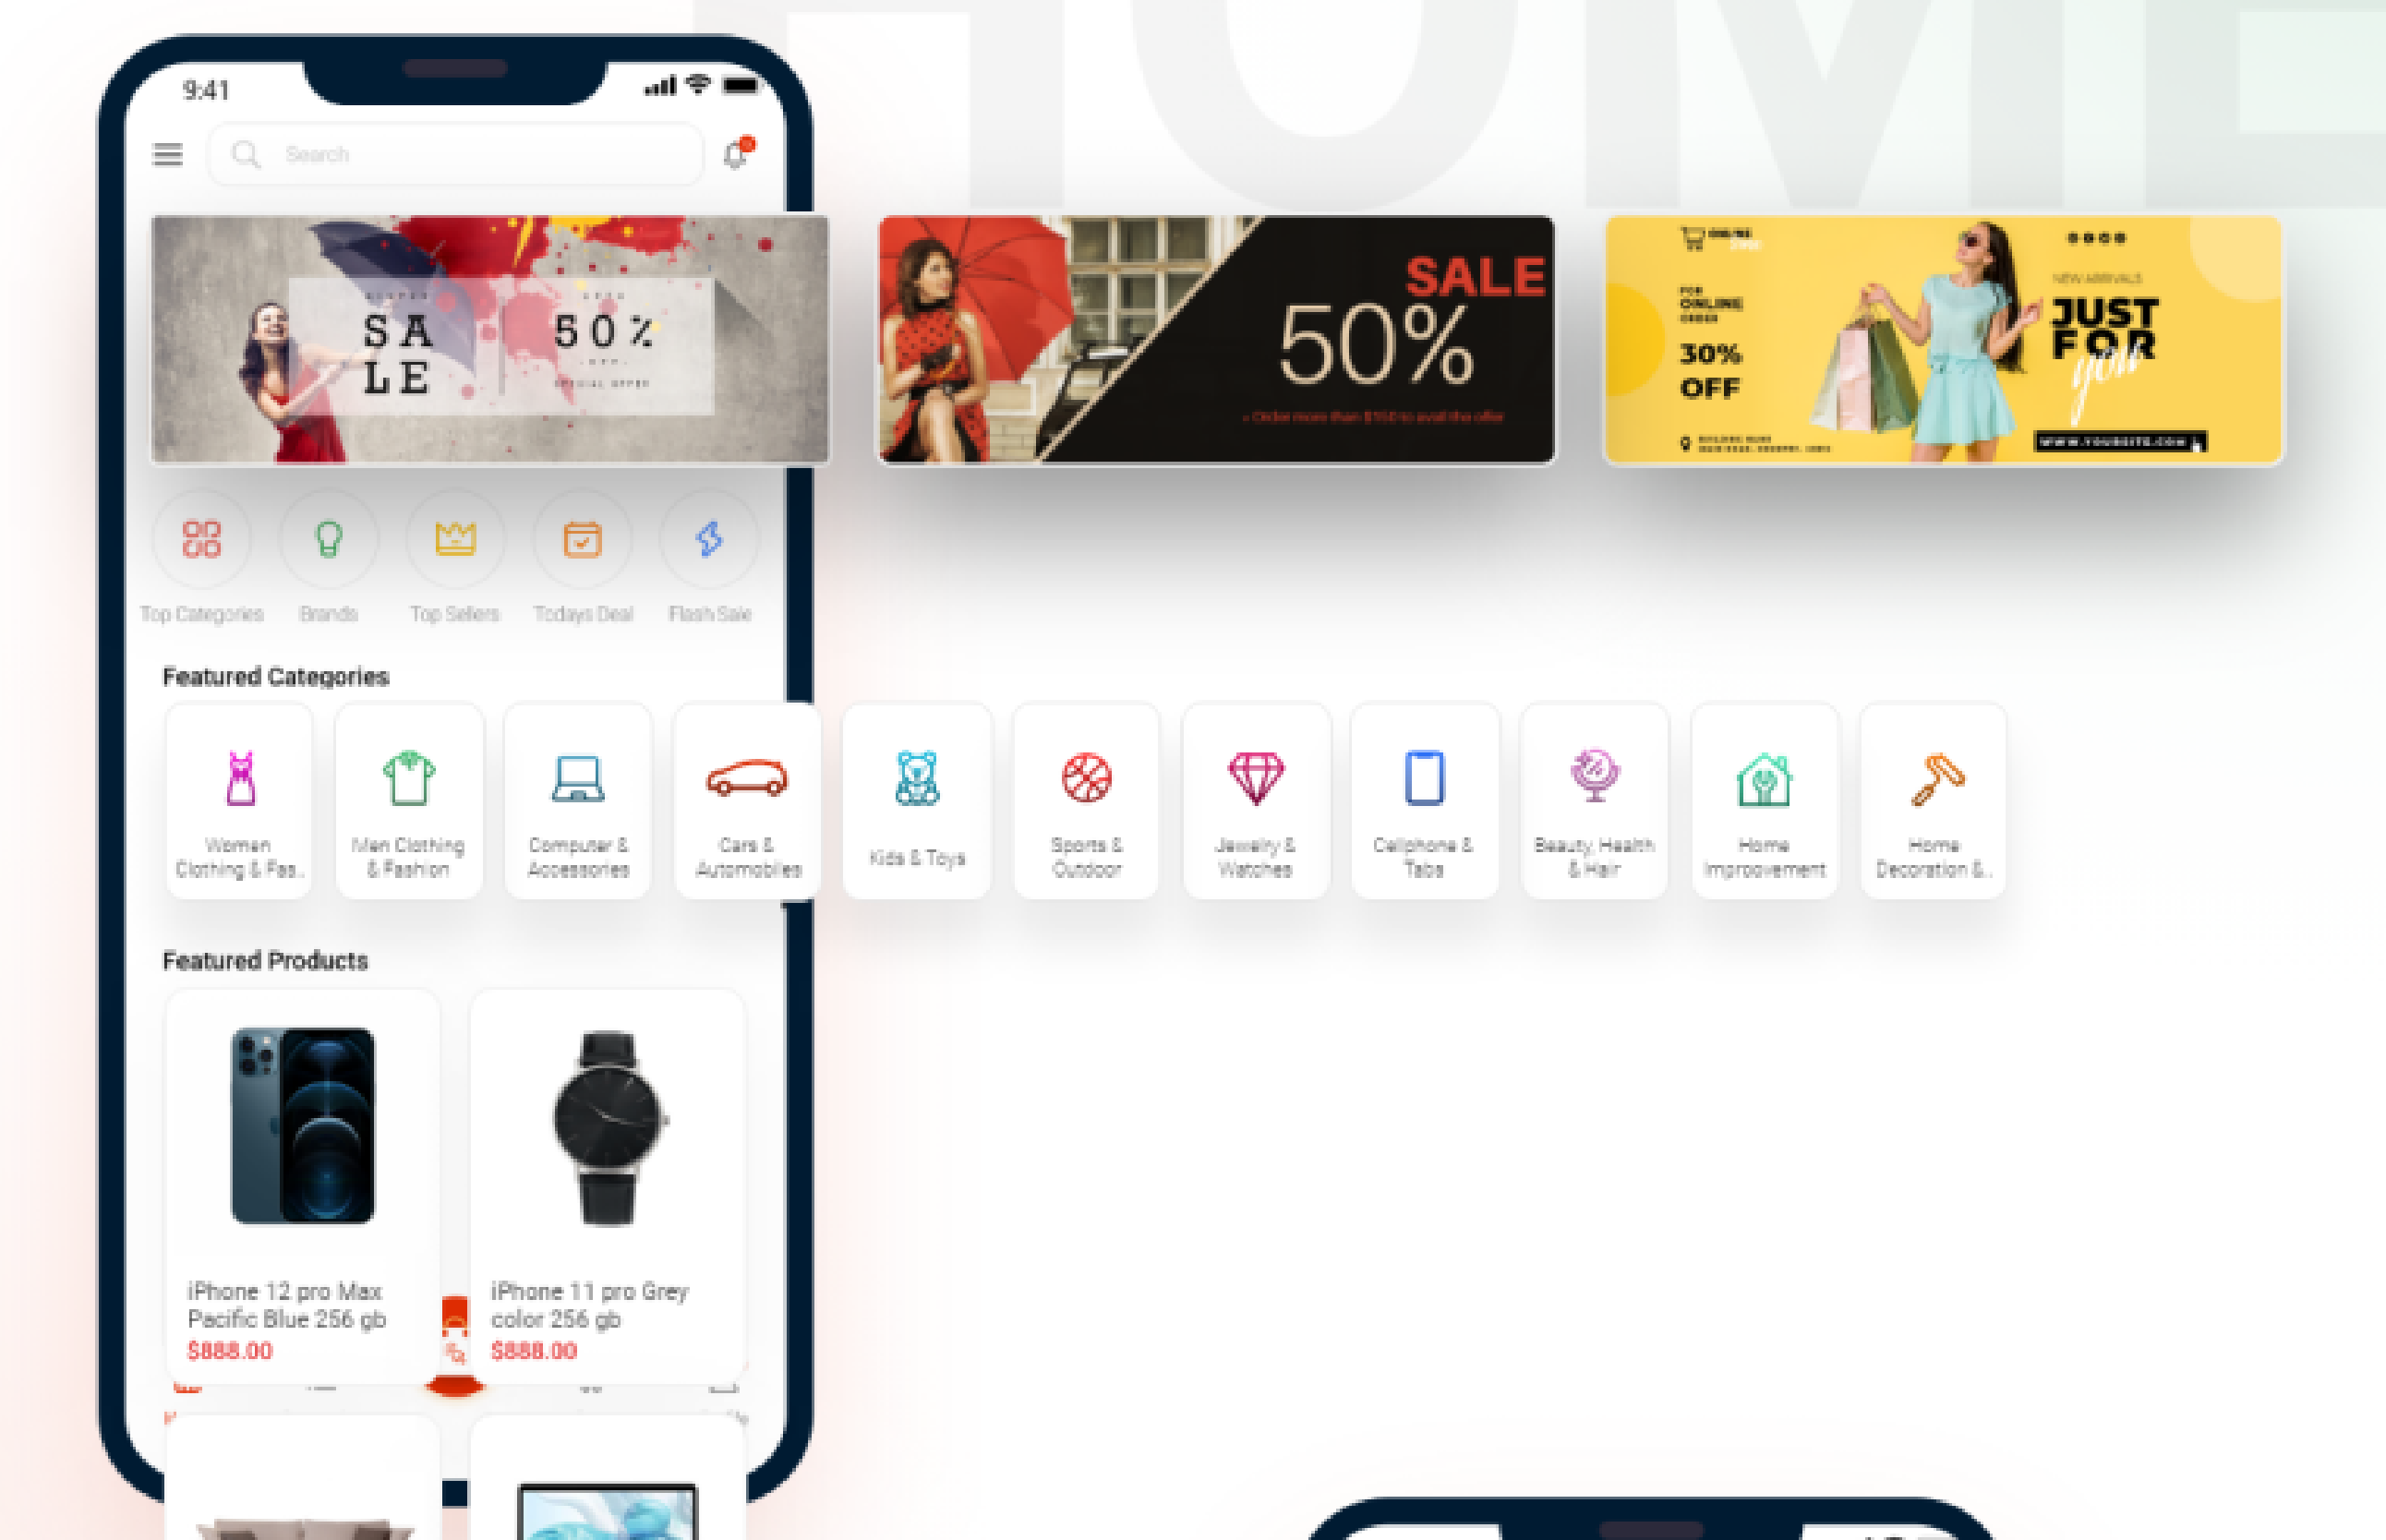 HOME
9:41
Search
SA
LE
50%
SPECIAL OFFER
SALE
50%
• Order more than $150 to avail the offer
ONLINE
FOR
ONLINE
ORDER
30%
OFF
NEW ARRIVALS
JUST
FOR
you
WWW.YOURSITE.COM
Top Categories
Brands
Top Sellers
Todays Deal
Flash Sale
Featured Categories
Women
Clothing & Fas..
Men Clothing
& Fashion
Computer &
Accessories
Cars &
Automobiles
Kids & Toys
Sports &
Outdoor
Jewelry &
Watches
Cellphone &
Tabs
Beauty, Health
& Hair
Home
Improovement
Home
Decoration &..
Featured Products
iPhone 12 pro Max
Pacific Blue 256 gb
$888.00
iPhone 11 pro Grey
color 256 gb
$888.00